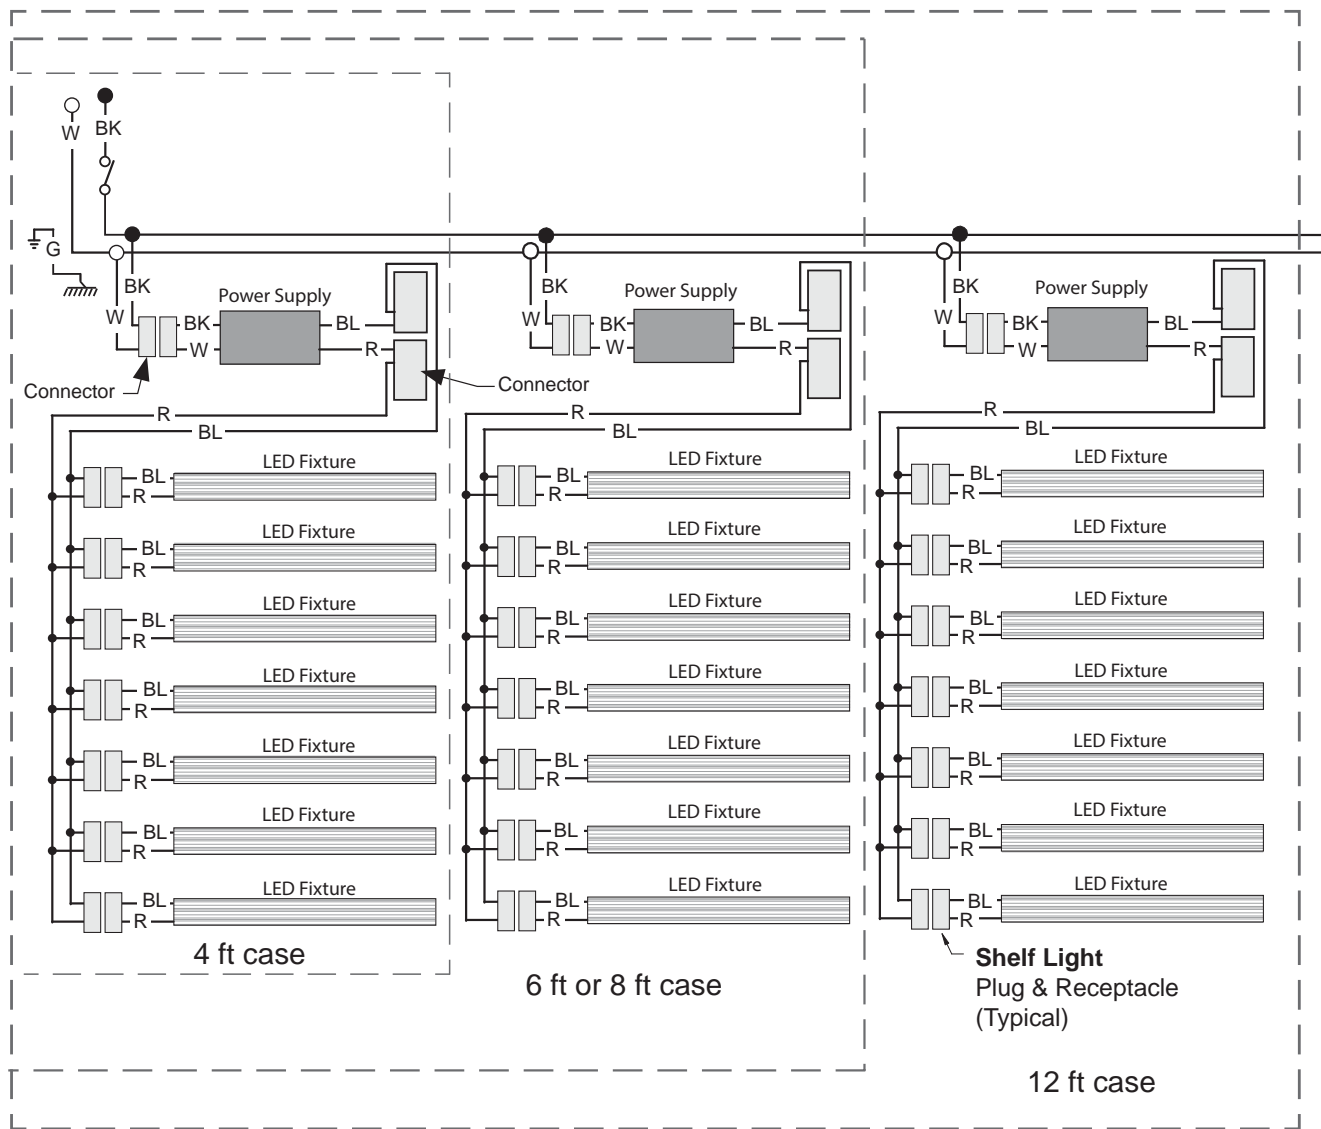 W
BK
G
BK
W
Power Supply
BK
W
BL
R
Connector
Connector
R
BL
LED Fixture
BL
R
LED Fixture
BL
R
LED Fixture
BL
R
LED Fixture
BL
R
LED Fixture
BL
R
LED Fixture
BL
R
LED Fixture
BL
R
4 ft case
BK
W
Power Supply
BK
W
BL
R
R
BL
LED Fixture
BL
R
LED Fixture
BL
R
LED Fixture
BL
R
LED Fixture
BL
R
LED Fixture
BL
R
LED Fixture
BL
R
LED Fixture
BL
R
6 ft or 8 ft case
BK
W
Power Supply
BK
W
BL
R
R
BL
LED Fixture
BL
R
LED Fixture
BL
R
LED Fixture
BL
R
LED Fixture
BL
R
LED Fixture
BL
R
LED Fixture
BL
R
LED Fixture
BL
R
Shelf Light
Plug & Receptacle
(Typical)
12 ft case